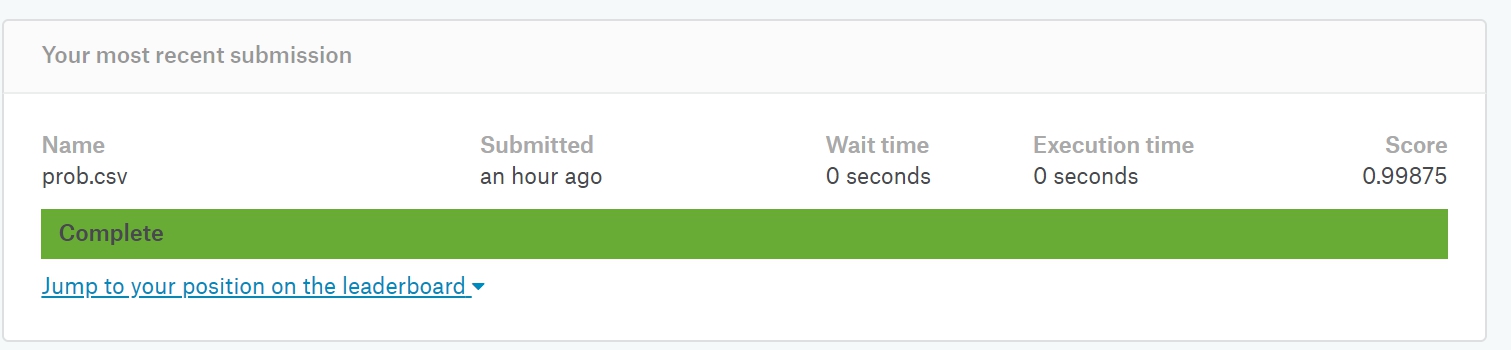 Your most recent submission
Name Submitted Wait time Execution time Score
prob.csv an hour ago 0 seconds 0 seconds 0.99875
Complete
Jump to your position on the leaderboard